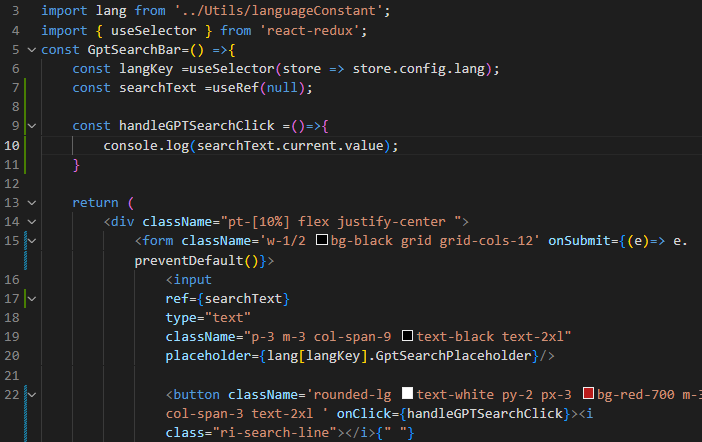 3 import lang from '../Utils/languageConstant';
4 import { useSelector } from 'react-redux';
5 const GptSearchBar=() =>{
6 const langKey =useSelector(store => store.config.lang);
7 const searchText =useRef(null);
8
9 const handleGPTSearchClick =()=>{
10 console.log(searchText.current.value);
11 }
12
13 return (
14 <div className="pt-[10%] flex justify-center ">
15 <form className='w-1/2 bg-black grid grid-cols-12' onSubmit={(e)=> e.
preventDefault()}>
16 <input
17 ref={searchText}
18 type="text"
19 className="p-3 m-3 col-span-9 text-black text-2xl"
20 placeholder={lang[langKey].GptSearchPlaceholder}/>
21
22 <button className='rounded-lg text-white py-2 px-3 bg-red-700 m-3
col-span-3 text-2xl ' onClick={handleGPTSearchClick}><i
class="ri-search-line"></i>{" "}